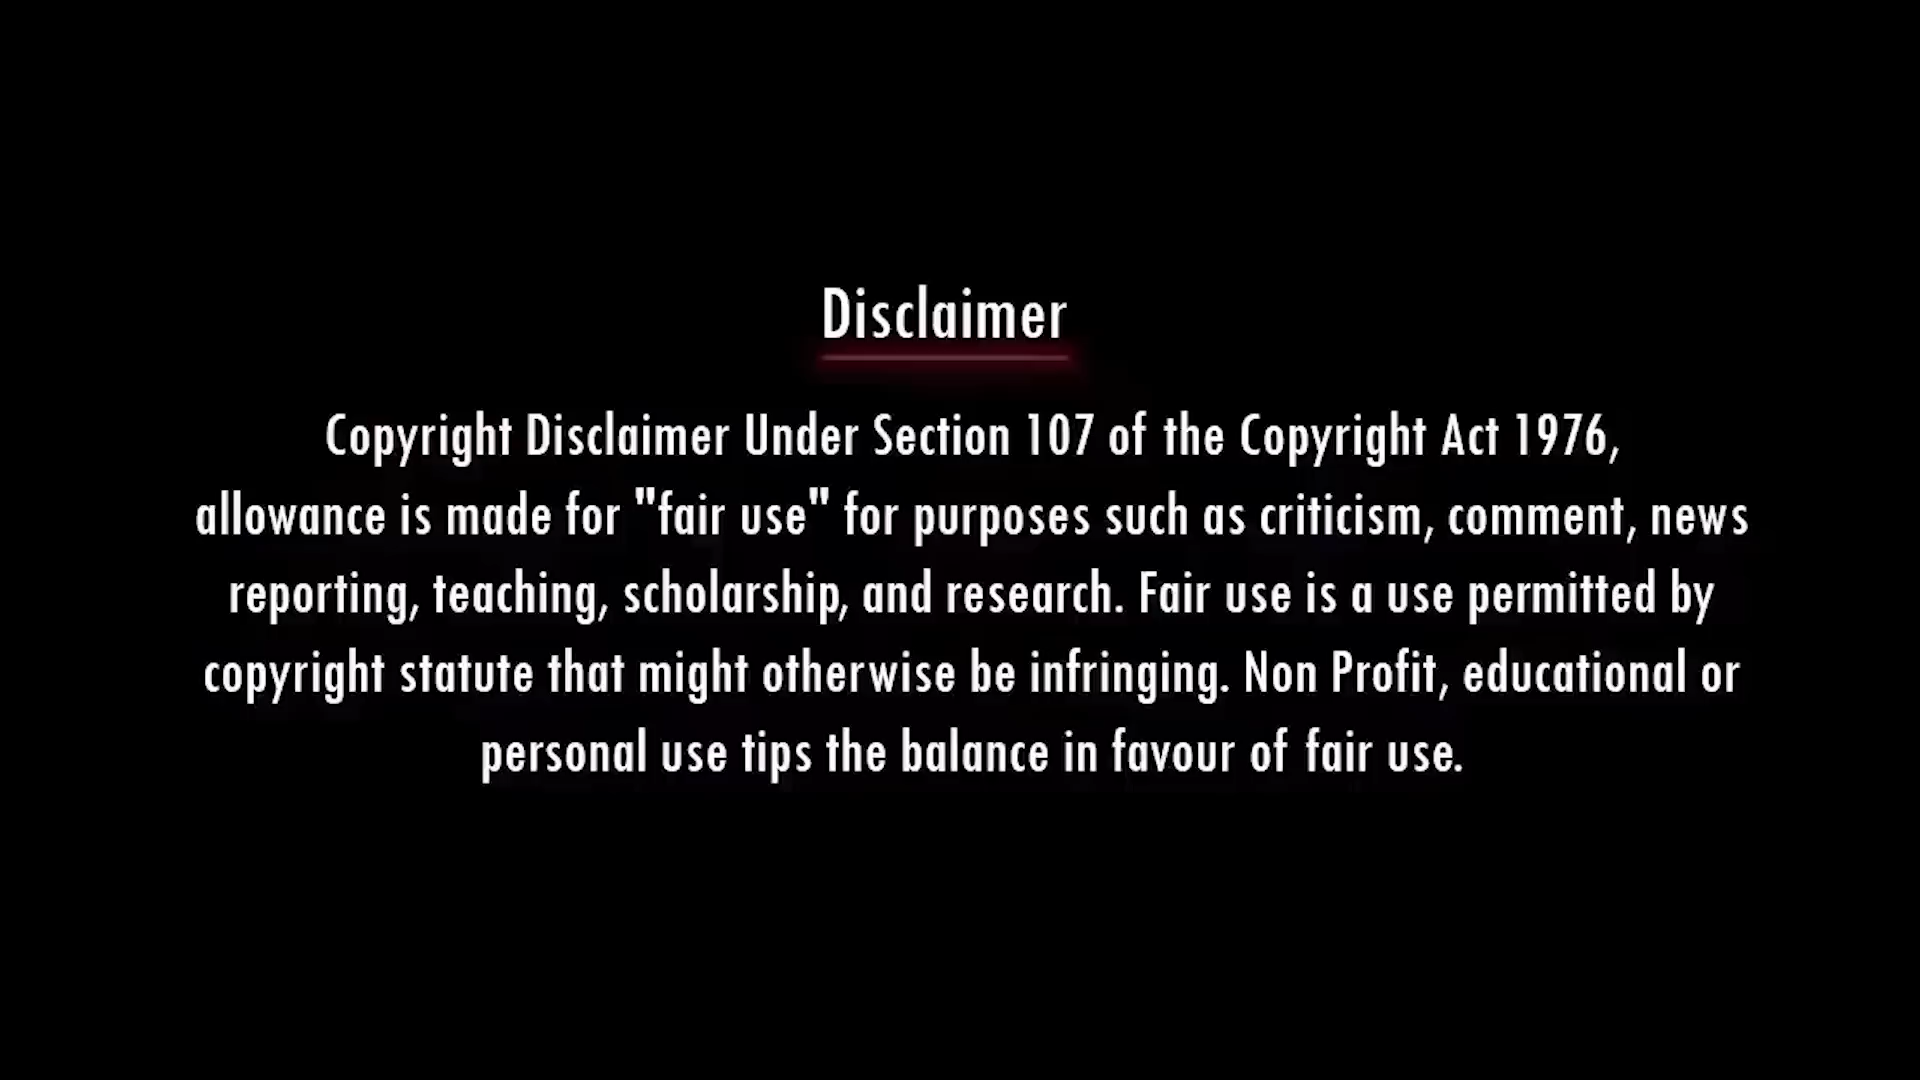 Disclaimer
Copyright Disclaimer Under Section 107 of the Copyright Act 1976,
allowance is made for "fair use" for purposes such as criticism, comment, news
reporting, teaching, scholarship, and research. Fair use is a use permitted by
copyright statute that might otherwise be infringing. Non Profit, educational or
personal use tips the balance in favour of fair use.